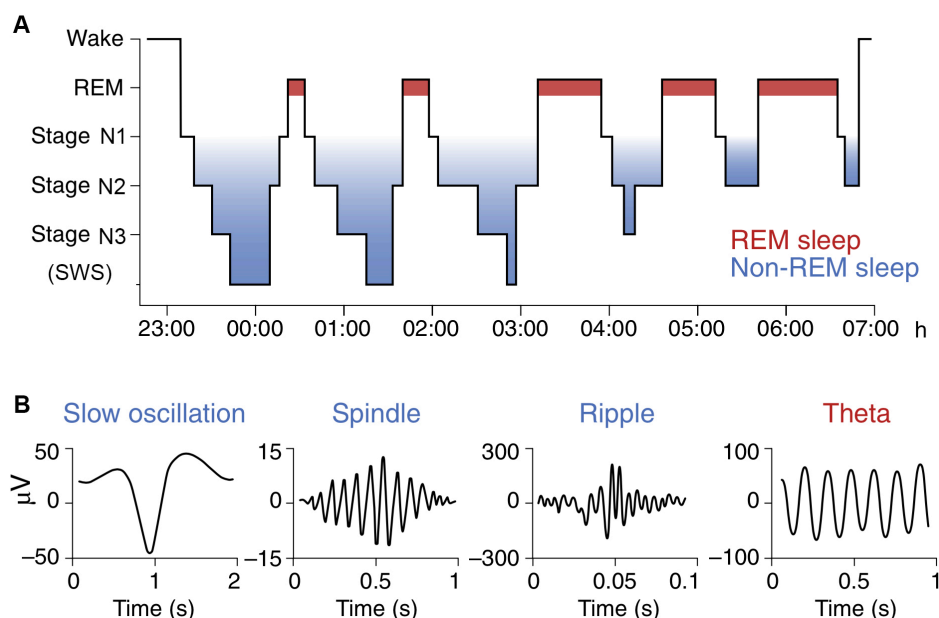 A
Wake
REM
Stage N1
Stage N2
Stage N3
(SWS)
REM sleep
Non-REM sleep
23:00 00:00 01:00 02:00 03:00 04:00 05:00 06:00 07:00 h
B
Slow oscillation Spindle Ripple Theta
50 15 300 100
μV
0 0 0 0
−50 −15 −300 −100
0 1 2 0 0.5 1 0 0.05 0.1 0 0.5 1
Time (s) Time (s) Time (s) Time (s)